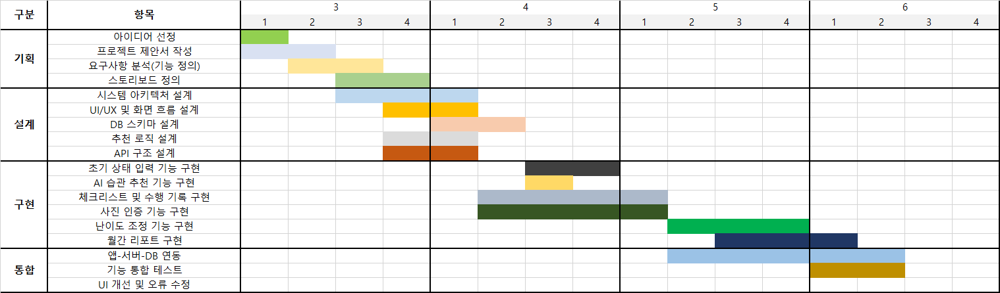 구분 항목 3 4 5 6
1 2 3 4 1 2 3 4 1 2 3 4 1 2 3 4
기획
아이디어 선정
프로젝트 제안서 작성
요구사항 분석(기능 정의)
스토리보드 정의
설계
시스템 아키텍처 설계
UI/UX 및 화면 흐름 설계
DB 스키마 설계
추천 로직 설계
API 구조 설계
구현
초기 상태 입력 기능 구현
AI 습관 추천 기능 구현
체크리스트 및 수행 기록 구현
사진 인증 기능 구현
난이도 조정 기능 구현
월간 리포트 구현
통합
앱-서버-DB 연동
기능 통합 테스트
UI 개선 및 오류 수정